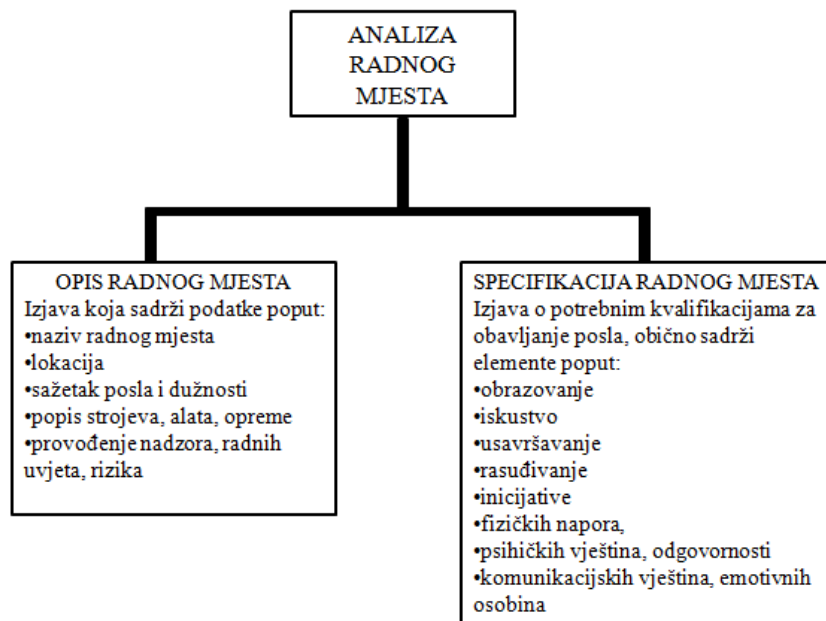 ANALIZA
RADNOG
MJESTA
OPIS RADNOG MJESTA
Izjava koja sadrži podatke poput:
•naziv radnog mjesta
•lokacija
•sažetak posla i dužnosti
•popis strojeva, alata, opreme
•provođenje nadzora, radnih
uvjeta, rizika
SPECIFIKACIJA RADNOG MJESTA
Izjava o potrebnim kvalifikacijama za
obavljanje posla, obično sadrži
elemente poput:
•obrazovanje
•iskustvo
•usavršavanje
•rasuđivanje
•inicijative
•fizičkih napora,
•psihičkih vještina, odgovornosti
•komunikacijskih vještina, emotivnih
osobina